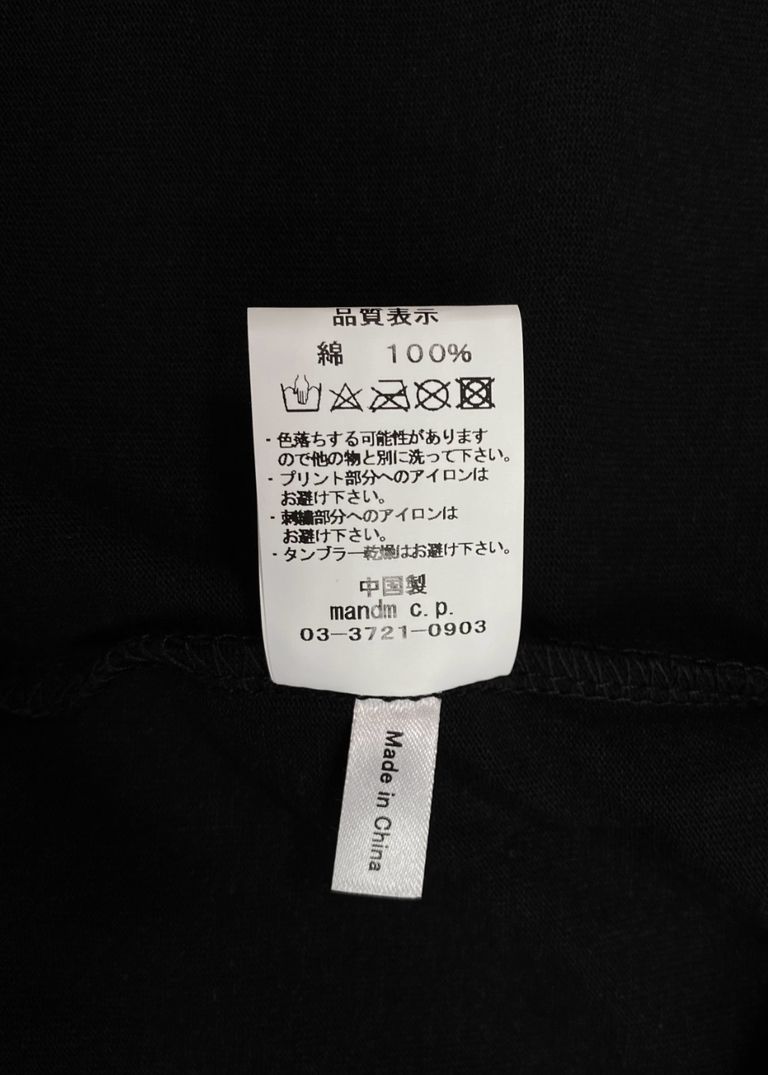 品質表示
綿 100%
・色落ちする可能性があります
ので他の物と別に洗って下さい。
・プリント部分へのアイロンは
お避け下さい。
・刺繍部分へのアイロンは
お避け下さい。
・タンブラー乾燥はお避け下さい。
中国製
mandm c.p.
03-3721-0903
Made in China